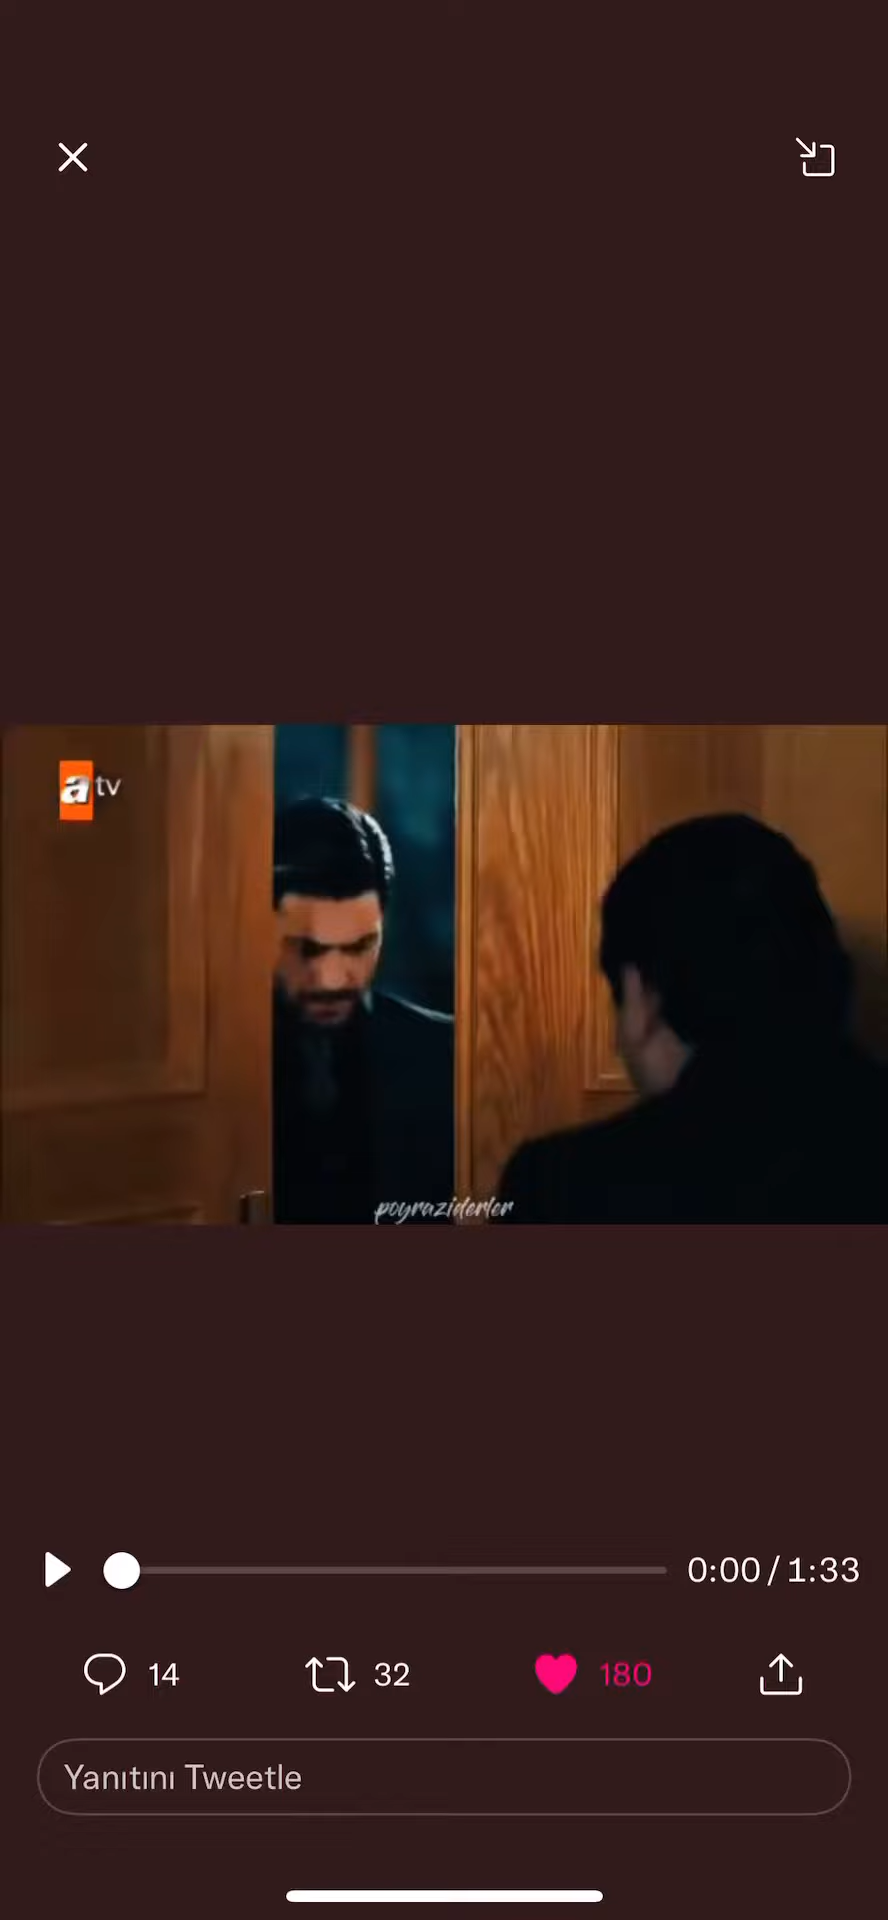 atv
poyraziderler
0:00 / 1:33
14
32
180
Yanıtını Tweetle